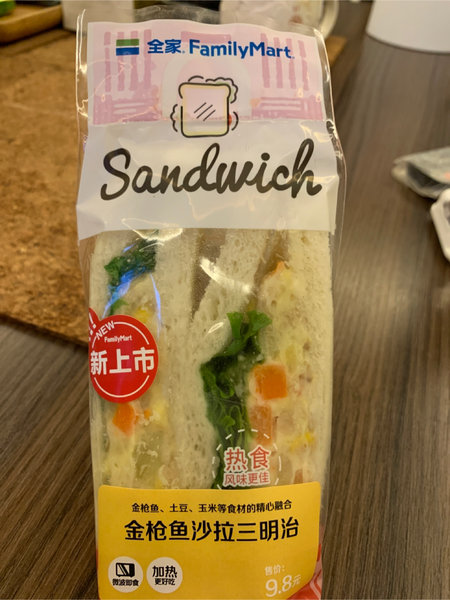 全家 FamilyMart
Sandwich
NEW
FamilyMart
新上市
热食
风味更佳
金枪鱼、土豆、玉米等食材的精心融合
金枪鱼沙拉三明治
微波即食
加热
更好吃
售价:
9.8元